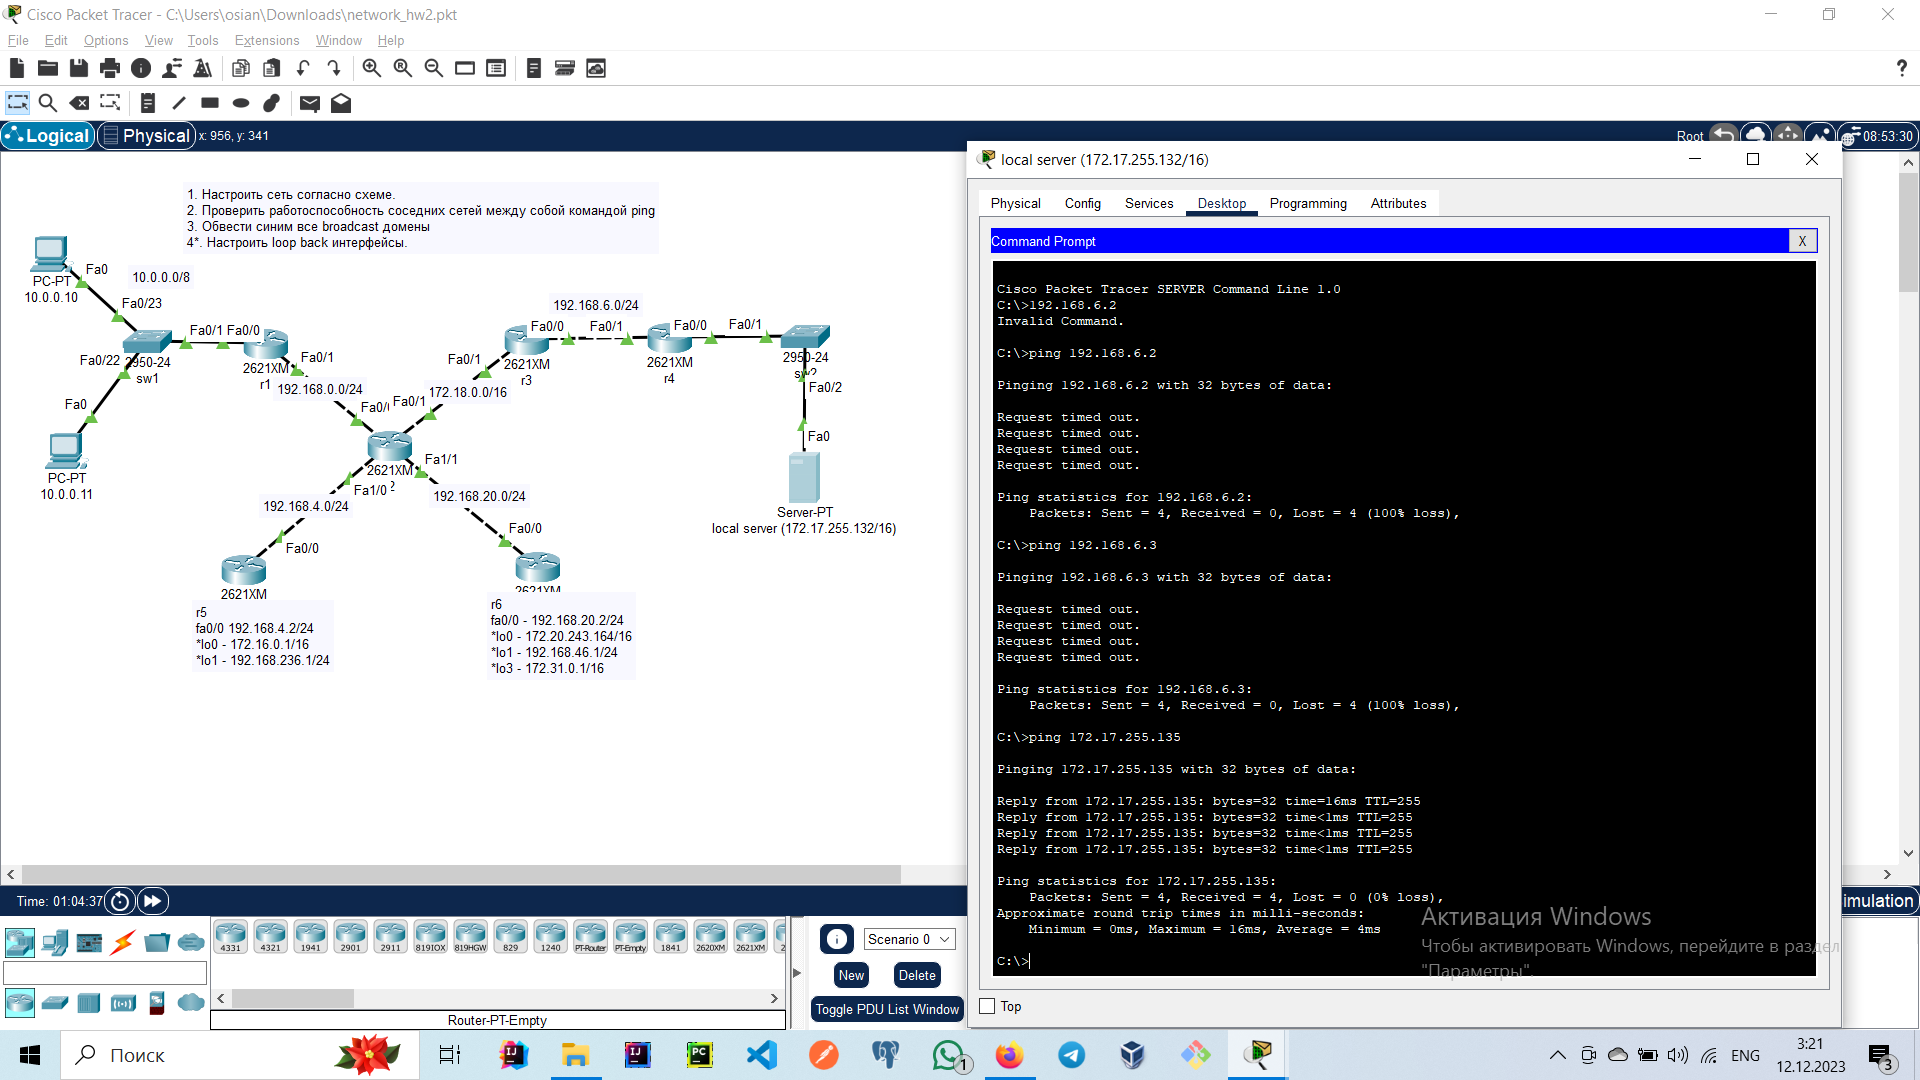 Cisco Packet Tracer - C:\Users\osian\Downloads\network_hw2.pkt
File Edit Options View Tools Extensions Window Help
Logical Physical x: 956, y: 341
Root 08:53:30
1. Настроить сеть согласно схеме.
2. Проверить работоспособность соседних сетей между собой командой ping
3. Обвести синим все broadcast домены
4*. Настроить loop back интерфейсы.
Fa0
PC-PT
10.0.0.10
10.0.0.0/8
Fa0/23
Fa0/1 Fa0/0
Fa0/22
2950-24
sw1
2621XM
r1
Fa0/1
192.168.0.0/24
Fa0
PC-PT
10.0.0.11
192.168.6.0/24
Fa0/0 Fa0/1
Fa0/0 Fa0/1
Fa0/1
2621XM
r3
2621XM
r4
2950-24
Fa0/2
172.18.0.0/16
Fa0/1
Fa0
2621XM
Fa1/1
Fa1/0
192.168.4.0/24
192.168.20.0/24
Fa0/0
Fa0/0
Server-PT
local server (172.17.255.132/16)
2621XM
r5
fa0/0 192.168.4.2/24
*lo0 - 172.16.0.1/16
*lo1 - 192.168.236.1/24
2621XM
r6
fa0/0 - 192.168.20.2/24
*lo0 - 172.20.243.164/16
*lo1 - 192.168.46.1/24
*lo3 - 172.31.0.1/16
local server (172.17.255.132/16)
Physical Config Services Desktop Programming Attributes
Command Prompt X
Cisco Packet Tracer SERVER Command Line 1.0
C:\>192.168.6.2
Invalid Command.
C:\>ping 192.168.6.2
Pinging 192.168.6.2 with 32 bytes of data:
Request timed out.
Request timed out.
Request timed out.
Request timed out.
Ping statistics for 192.168.6.2:
Packets: Sent = 4, Received = 0, Lost = 4 (100% loss),
C:\>ping 192.168.6.3
Pinging 192.168.6.3 with 32 bytes of data:
Request timed out.
Request timed out.
Request timed out.
Request timed out.
Ping statistics for 192.168.6.3:
Packets: Sent = 4, Received = 0, Lost = 4 (100% loss),
C:\>ping 172.17.255.135
Pinging 172.17.255.135 with 32 bytes of data:
Reply from 172.17.255.135: bytes=32 time=16ms TTL=255
Reply from 172.17.255.135: bytes=32 time<1ms TTL=255
Reply from 172.17.255.135: bytes=32 time<1ms TTL=255
Reply from 172.17.255.135: bytes=32 time<1ms TTL=255
Ping statistics for 172.17.255.135:
Packets: Sent = 4, Received = 4, Lost = 0 (0% loss),
Approximate round trip times in milli-seconds:
Minimum = 0ms, Maximum = 16ms, Average = 4ms
C:\>
Активация Windows
Чтобы активировать Windows, перейдите в раздел
"Параметры".
Top
Time: 01:04:37
imulation
4331 4321 1941 2901 2911 819IOX 819HGW 829 1240 PT-Router PT-Empty 1841 2620XM 2621XM 2
Router-PT-Empty
Scenario 0
New Delete
Toggle PDU List Window
Поиск
1
ENG
3:21
12.12.2023
3